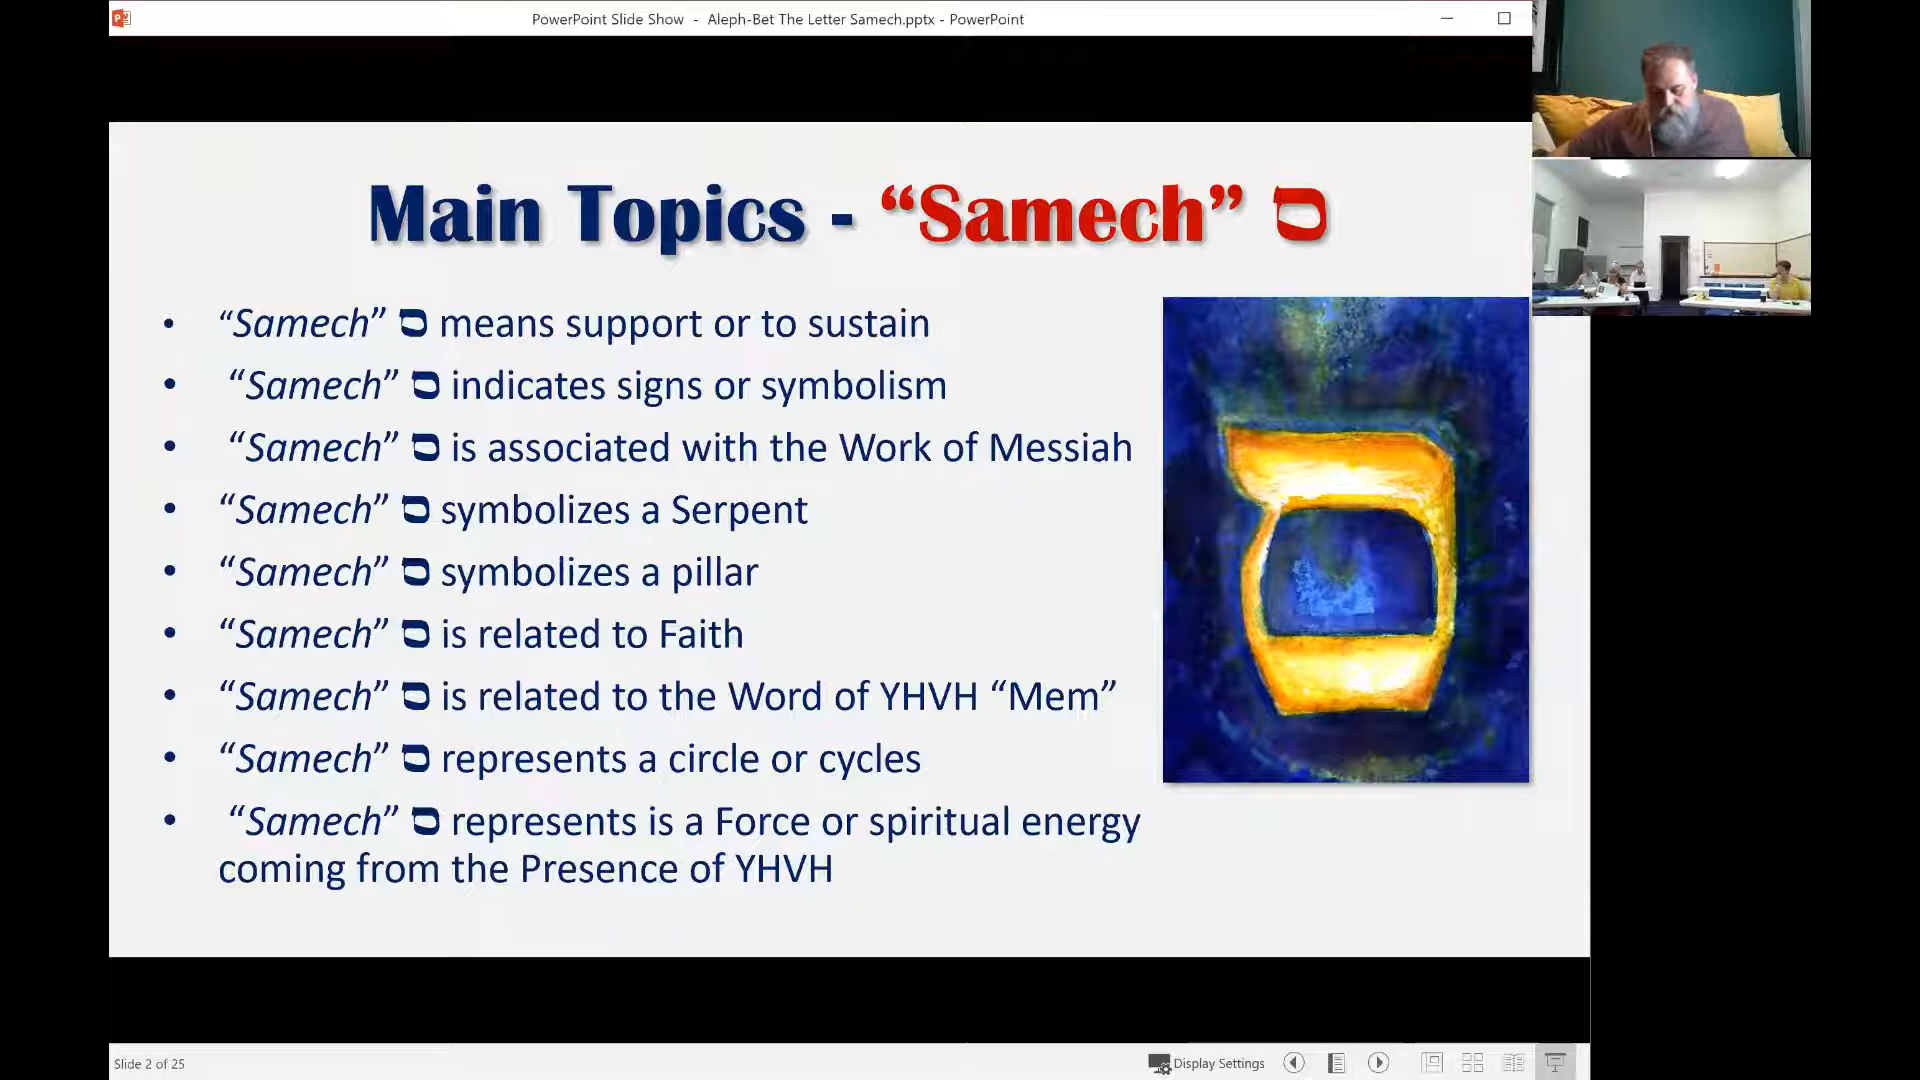 PowerPoint Slide Show - Aleph-Bet The Letter Samech.pptx - PowerPoint
Main Topics - “Samech” ס
• “Samech” ס means support or to sustain
• “Samech” ס indicates signs or symbolism
• “Samech” ס is associated with the Work of Messiah
• “Samech” ס symbolizes a Serpent
• “Samech” ס symbolizes a pillar
• “Samech” ס is related to Faith
• “Samech” ס is related to the Word of YHVH “Mem”
• “Samech” ס represents a circle or cycles
• “Samech” ס represents is a Force or spiritual energy
coming from the Presence of YHVH
ס
Slide 2 of 25
Display Settings